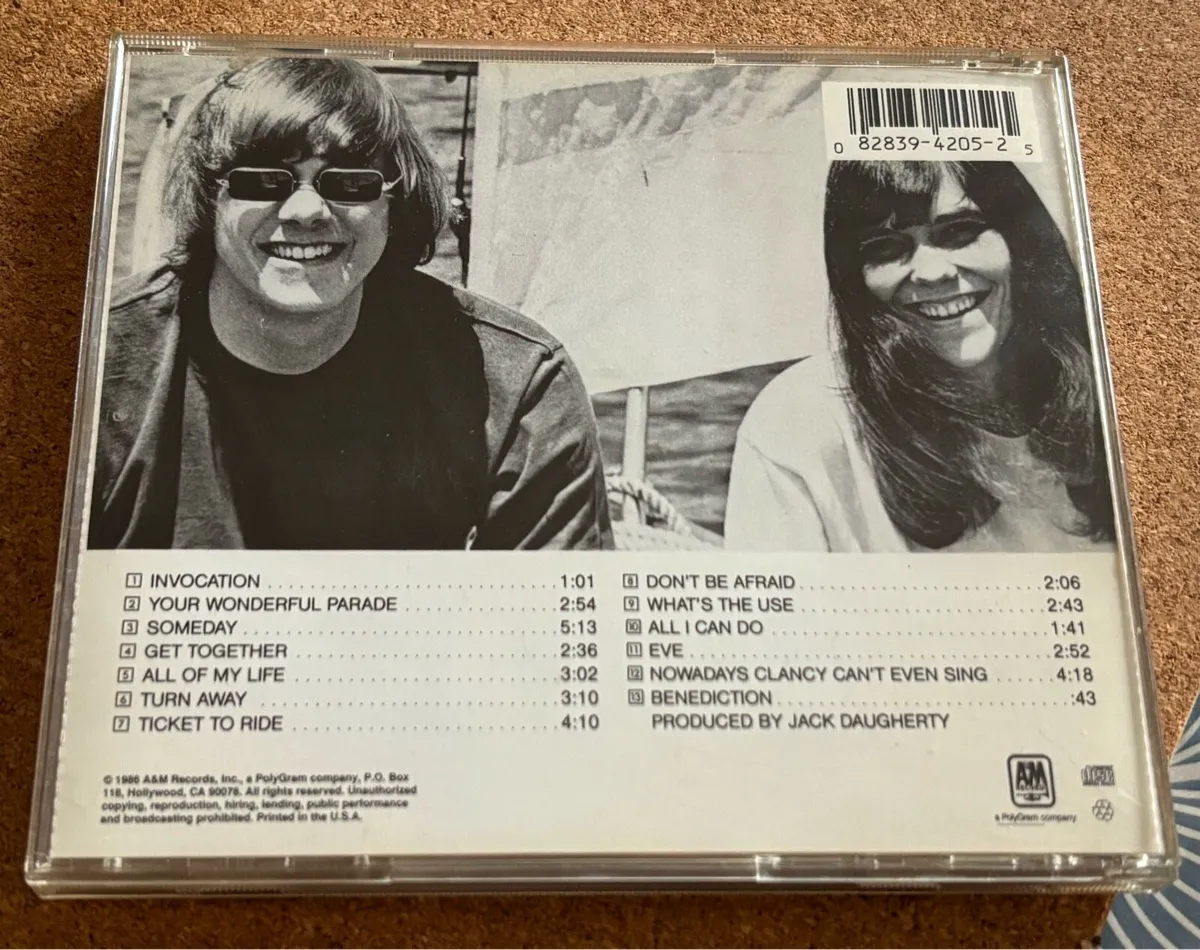 0 82839-4205-2 5
1 INVOCATION 1:01
2 YOUR WONDERFUL PARADE 2:54
3 SOMEDAY 5:13
4 GET TOGETHER 2:36
5 ALL OF MY LIFE 3:02
6 TURN AWAY 3:10
7 TICKET TO RIDE 4:10
8 DON'T BE AFRAID 2:06
9 WHAT'S THE USE 2:43
10 ALL I CAN DO 1:41
11 EVE 2:52
12 NOWADAYS CLANCY CAN'T EVEN SING 4:18
13 BENEDICTION :43
PRODUCED BY JACK DAUGHERTY
© 1986 A&M Records, Inc., a PolyGram company, P.O. Box
118, Hollywood, CA 90078. All rights reserved. Unauthorized
copying, reproduction, hiring, lending, public performance
and broadcasting prohibited. Printed in the U.S.A.
A&M
RECORDS
a PolyGram company